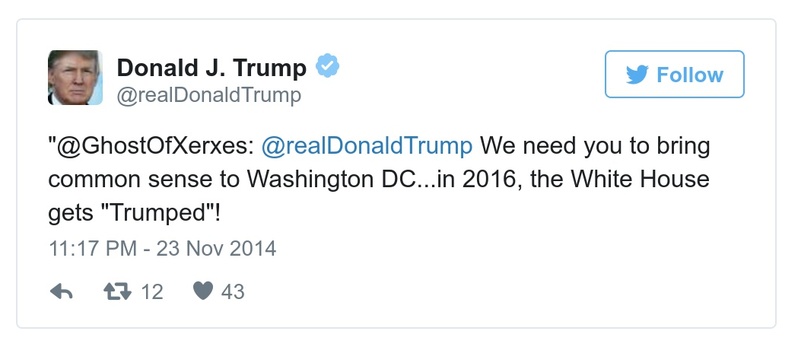 Donald J. Trump
@realDonaldTrump
Follow
"@GhostOfXerxes: @realDonaldTrump We need you to bring
common sense to Washington DC...in 2016, the White House
gets "Trumped"!
11:17 PM - 23 Nov 2014
12 43